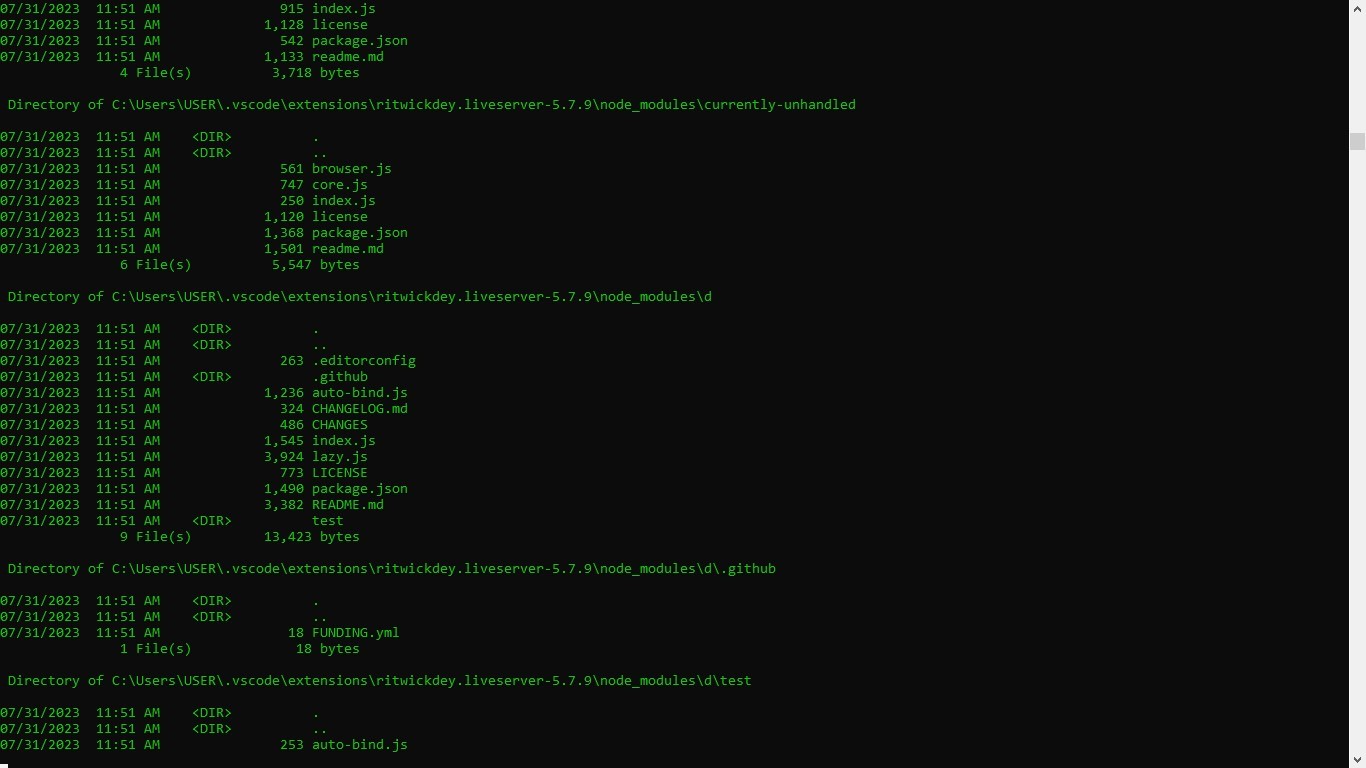 07/31/2023  11:51 AM               915 index.js
07/31/2023  11:51 AM             1,128 license
07/31/2023  11:51 AM               542 package.json
07/31/2023  11:51 AM             1,133 readme.md
               4 File(s)          3,718 bytes

 Directory of C:\Users\USER\.vscode\extensions\ritwickdey.liveserver-5.7.9\node_modules\currently-unhandled

07/31/2023  11:51 AM    <DIR>          .
07/31/2023  11:51 AM    <DIR>          ..
07/31/2023  11:51 AM               561 browser.js
07/31/2023  11:51 AM               747 core.js
07/31/2023  11:51 AM               250 index.js
07/31/2023  11:51 AM             1,120 license
07/31/2023  11:51 AM             1,368 package.json
07/31/2023  11:51 AM             1,501 readme.md
               6 File(s)          5,547 bytes

 Directory of C:\Users\USER\.vscode\extensions\ritwickdey.liveserver-5.7.9\node_modules\d

07/31/2023  11:51 AM    <DIR>          .
07/31/2023  11:51 AM    <DIR>          ..
07/31/2023  11:51 AM               263 .editorconfig
07/31/2023  11:51 AM    <DIR>          .github
07/31/2023  11:51 AM             1,236 auto-bind.js
07/31/2023  11:51 AM               324 CHANGELOG.md
07/31/2023  11:51 AM               486 CHANGES
07/31/2023  11:51 AM             1,545 index.js
07/31/2023  11:51 AM             3,924 lazy.js
07/31/2023  11:51 AM               773 LICENSE
07/31/2023  11:51 AM             1,490 package.json
07/31/2023  11:51 AM             3,382 README.md
07/31/2023  11:51 AM    <DIR>          test
               9 File(s)         13,423 bytes

 Directory of C:\Users\USER\.vscode\extensions\ritwickdey.liveserver-5.7.9\node_modules\d\.github

07/31/2023  11:51 AM    <DIR>          .
07/31/2023  11:51 AM    <DIR>          ..
07/31/2023  11:51 AM                18 FUNDING.yml
               1 File(s)             18 bytes

 Directory of C:\Users\USER\.vscode\extensions\ritwickdey.liveserver-5.7.9\node_modules\d\test

07/31/2023  11:51 AM    <DIR>          .
07/31/2023  11:51 AM    <DIR>          ..
07/31/2023  11:51 AM               253 auto-bind.js